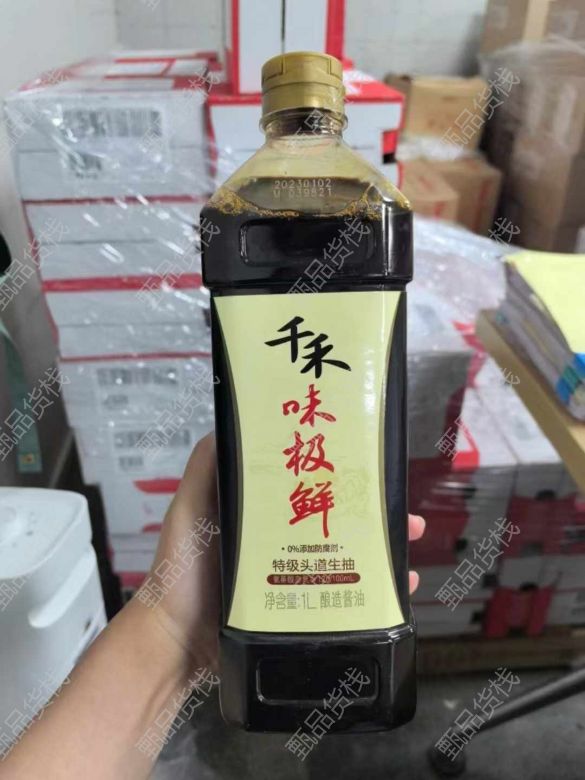 20230102
U 039821
千禾
味极鲜
•0%添加防腐剂•
特级头道生抽
净含量:1L 酿造酱油
甄品货栈